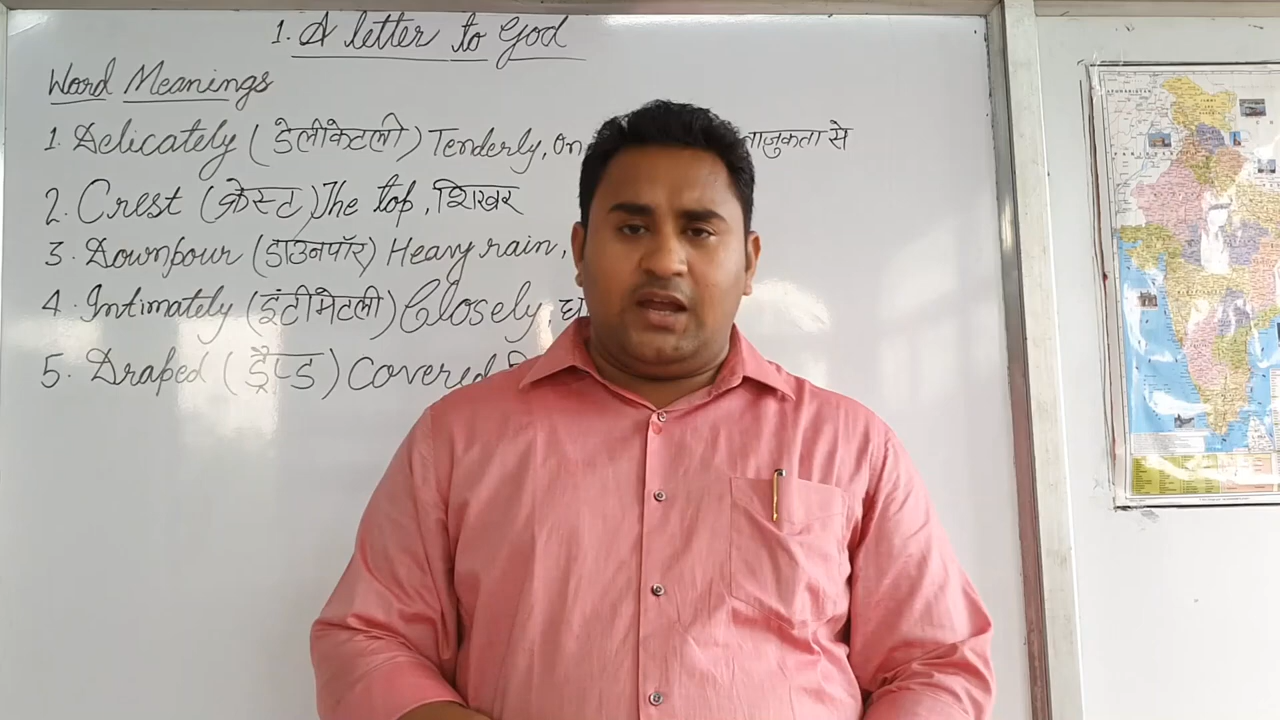 1. A letter to God
Word Meanings
1. Delicately (डेलीकेटली) Tenderly, नाजुकता से
2. Crest (क्रेस्ट) The top, शिखर
3. Downpour (डाउनपॉर) Heavy rain,
4. Intimately (इंटीमेटली) Closely,
5. Draped (ड्रैप्ड) Covered